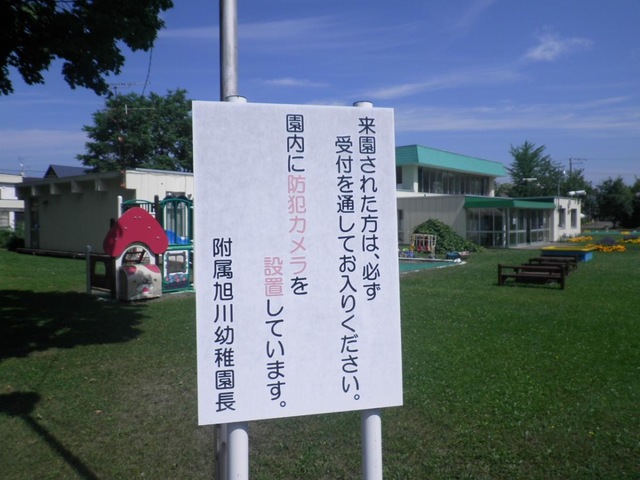 来園された方は、必ず
受付を通してお入りください。
園内に防犯カメラを
設置しています。
附属旭川幼稚園長